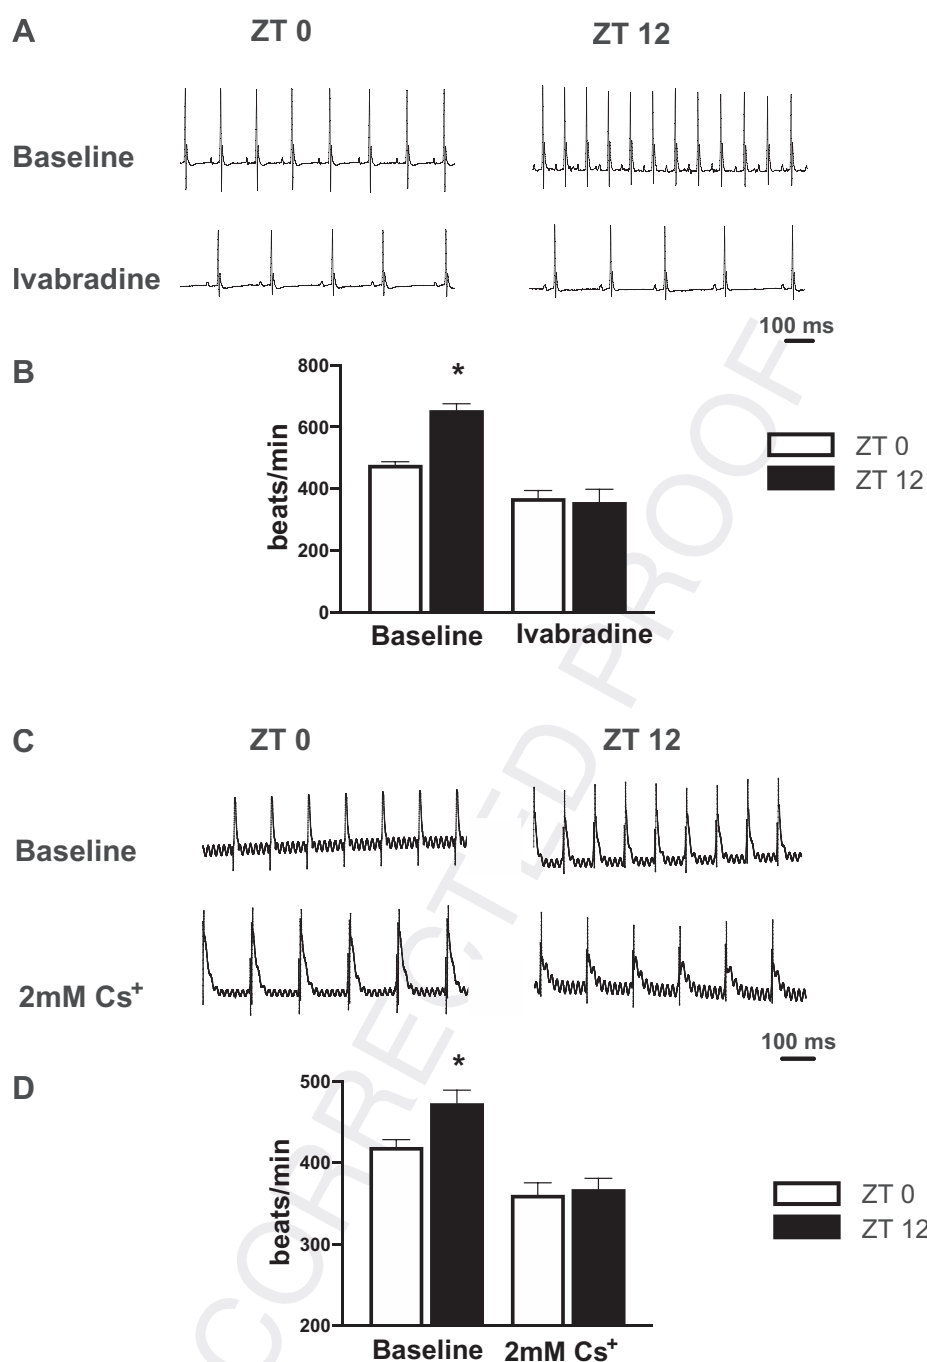 A
ZT 0
ZT 12
Baseline
Ivabradine
100 ms
B
800
600
400
200
0
beats/min
*
Baseline
Ivabradine
ZT 0
ZT 12
C
ZT 0
ZT 12
Baseline
2mM Cs⁺
100 ms
D
500
400
300
200
beats/min
*
Baseline
2mM Cs⁺
ZT 0
ZT 12
CORRECTED PROOF